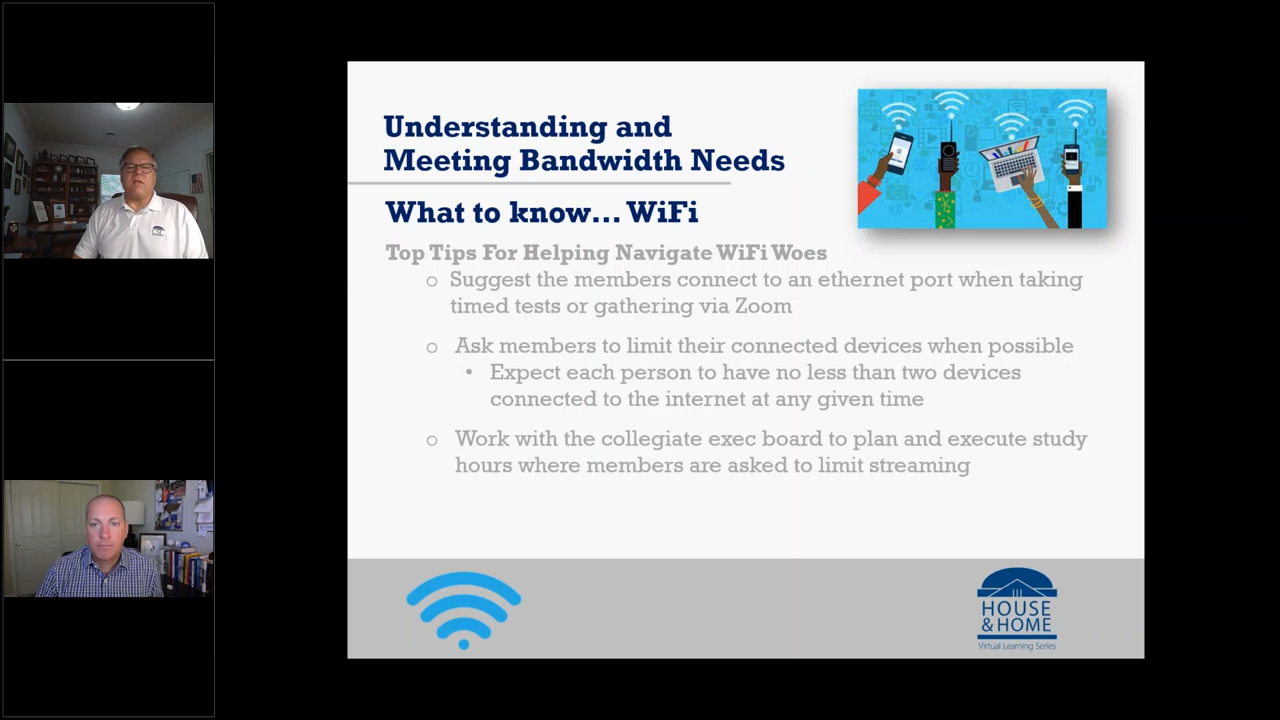 Understanding and
Meeting Bandwidth Needs
What to know... WiFi
Top Tips For Helping Navigate WiFi Woes
o Suggest the members connect to an ethernet port when taking
timed tests or gathering via Zoom
o Ask members to limit their connected devices when possible
• Expect each person to have no less than two devices
connected to the internet at any given time
o Work with the collegiate exec board to plan and execute study
hours where members are asked to limit streaming
HOUSE
& HOME
Virtual Learning Series